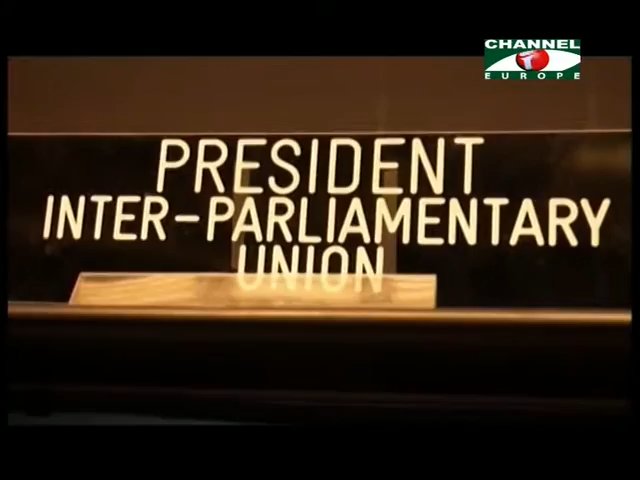 CHANNEL
i
EUROPE
PRESIDENT
INTER-PARLIAMENTARY
UNION